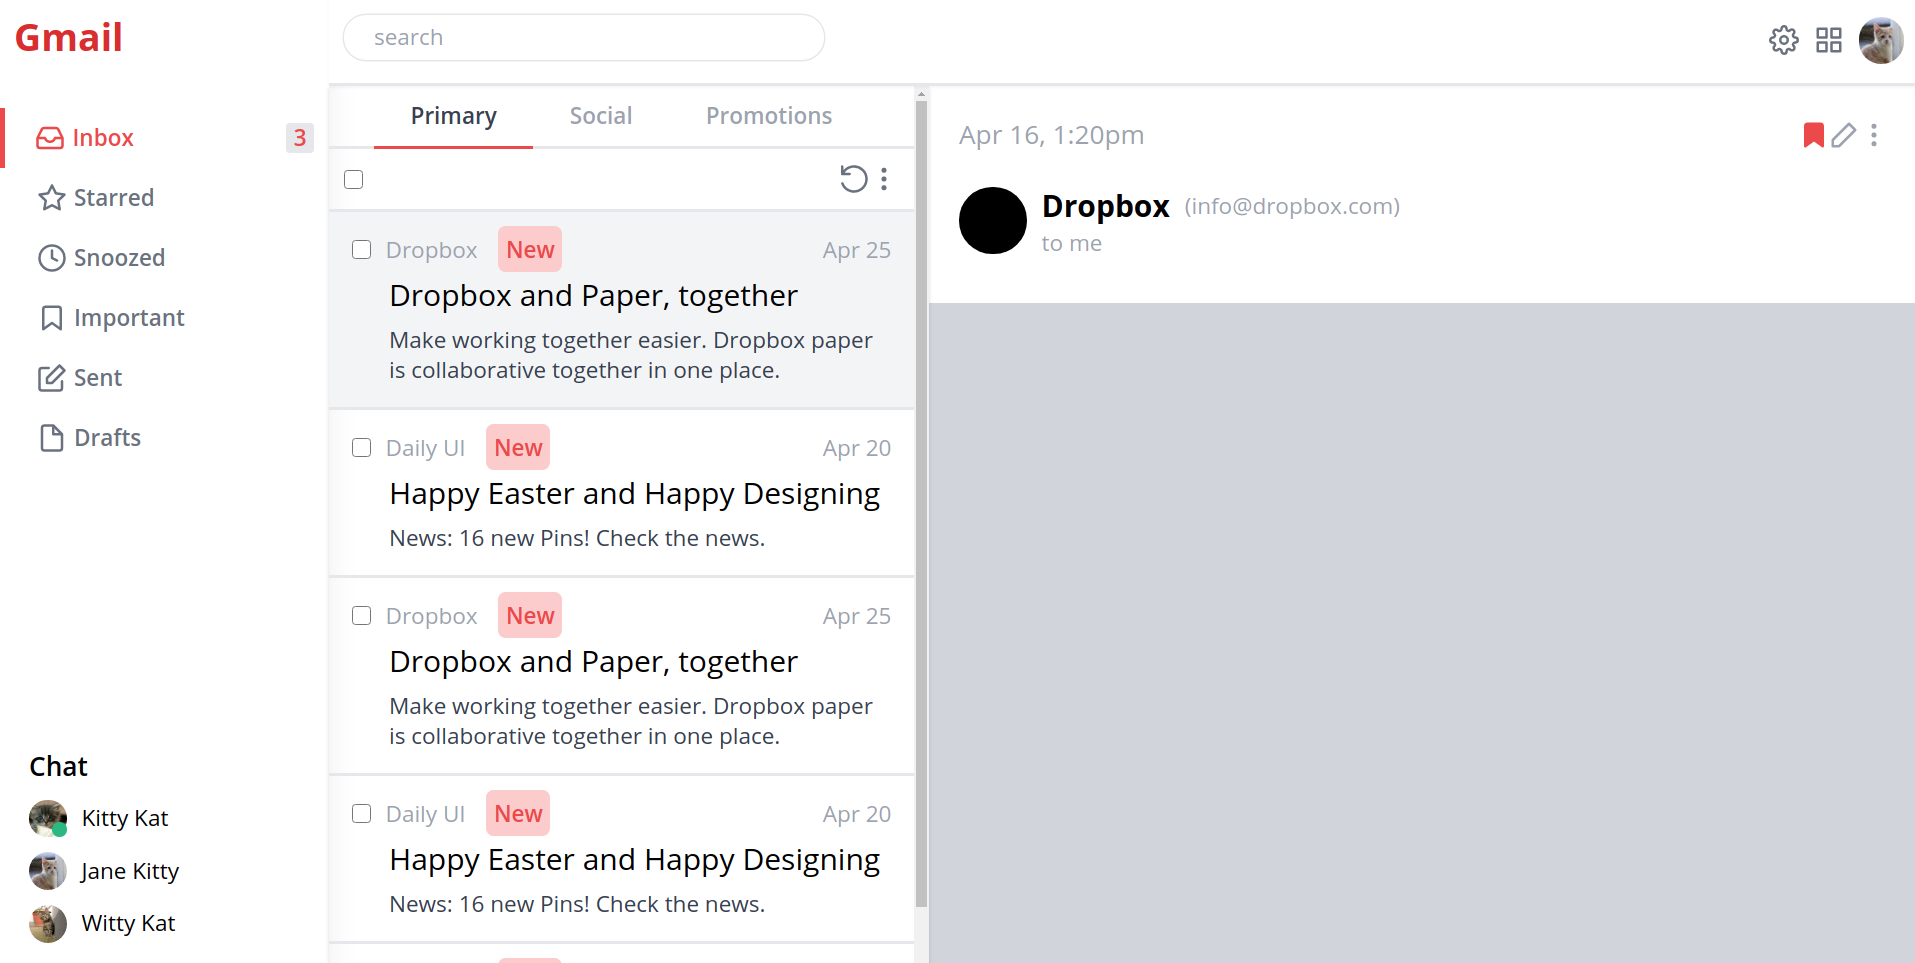 Gmail
search
Inbox
3
Starred
Snoozed
Important
Sent
Drafts
Chat
Kitty Kat
Jane Kitty
Witty Kat
Primary
Social
Promotions
Dropbox
New
Apr 25
Dropbox and Paper, together
Make working together easier. Dropbox paper
is collaborative together in one place.
Daily UI
New
Apr 20
Happy Easter and Happy Designing
News: 16 new Pins! Check the news.
Dropbox
New
Apr 25
Dropbox and Paper, together
Make working together easier. Dropbox paper
is collaborative together in one place.
Daily UI
New
Apr 20
Happy Easter and Happy Designing
News: 16 new Pins! Check the news.
Apr 16, 1:20pm
Dropbox (info@dropbox.com)
to me